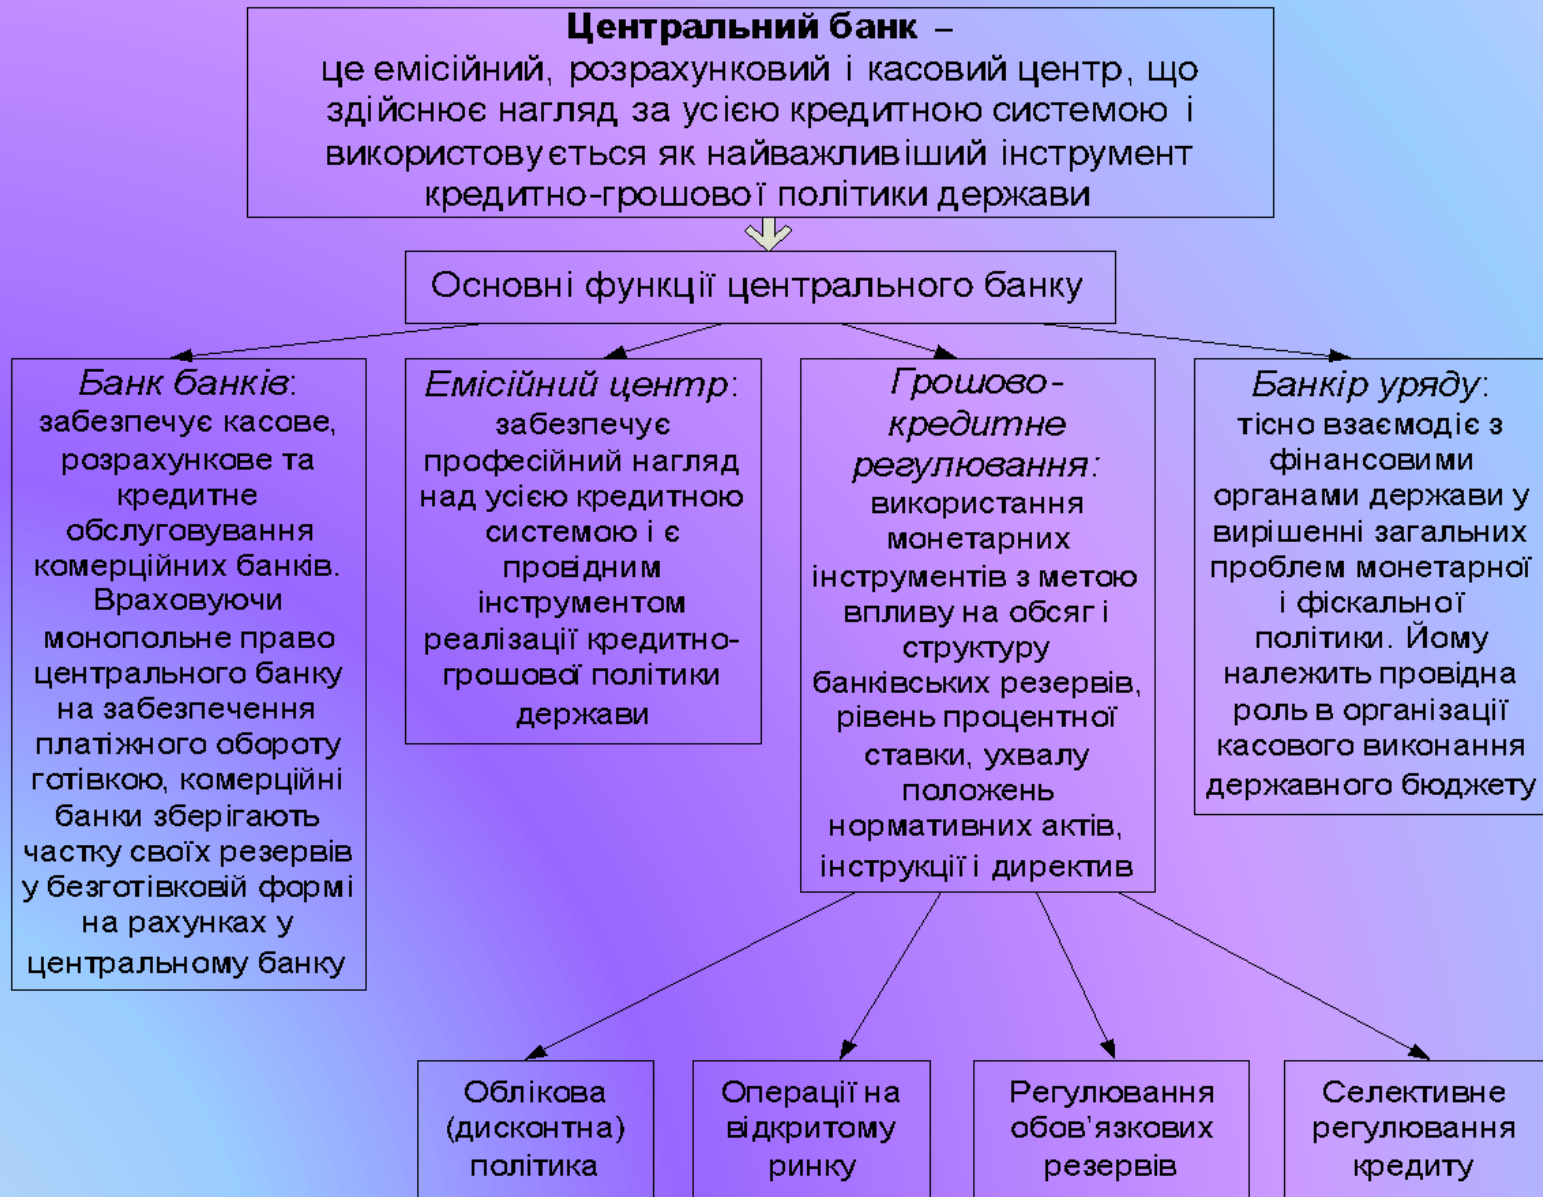 Центральний банк –
це емісійний, розрахунковий і касовий центр, що
здійснює нагляд за усією кредитною системою і
використовується як найважливіший інструмент
кредитно-грошової політики держави
Основні функції центрального банку
Банк банків:
забезпечує касове,
розрахункове та
кредитне
обслуговування
комерційних банків.
Враховуючи
монопольне право
центрального банку
на забезпечення
платіжного обороту
готівкою, комерційні
банки зберігають
частку своїх резервів
у безготівковій формі
на рахунках у
центральному банку
Емісійний центр:
забезпечує
професійний нагляд
над усією кредитною
системою і є
провідним
інструментом
реалізації кредитно-
грошової політики
держави
Грошово-
кредитне
регулювання:
використання
монетарних
інструментів з метою
впливу на обсяг і
структуру
банківських резервів,
рівень процентної
ставки, ухвалу
положень
нормативних актів,
інструкції і директив
Банкір уряду:
тісно взаємодіє з
фінансовими
органами держави у
вирішенні загальних
проблем монетарної
і фіскальної
політики. Йому
належить провідна
роль в організації
касового виконання
державного бюджету
Облікова
(дисконтна)
політика
Операції на
відкритому
ринку
Регулювання
обов’язкових
резервів
Селективне
регулювання
кредиту